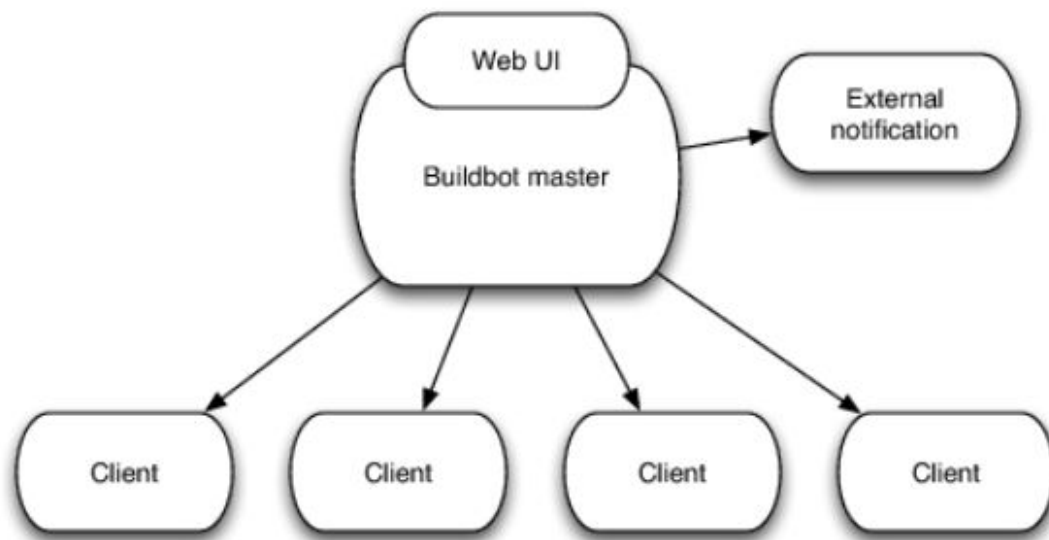 Web UI
External
notification
Buildbot master
Client
Client
Client
Client